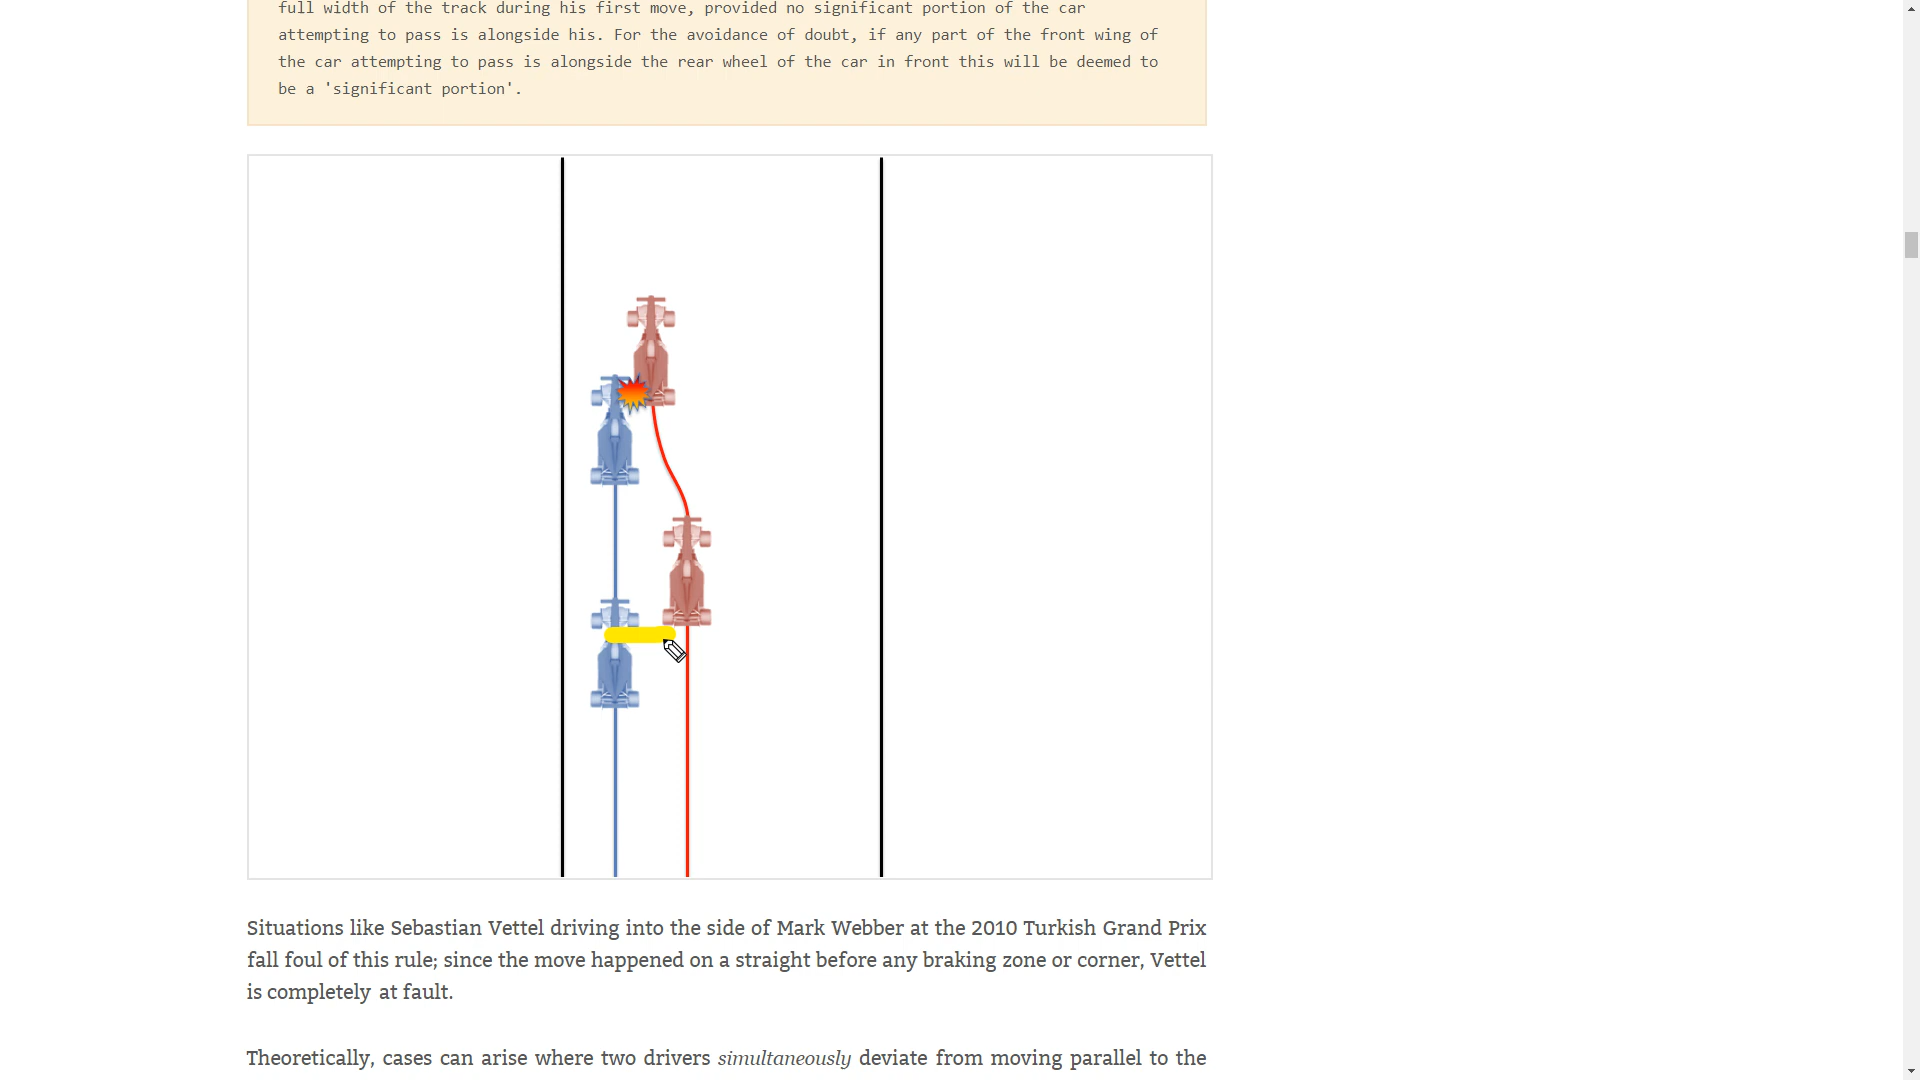 full width of the track during his first move, provided no significant portion of the car
attempting to pass is alongside his. For the avoidance of doubt, if any part of the front wing of
the car attempting to pass is alongside the rear wheel of the car in front this will be deemed to
be a 'significant portion'.
Situations like Sebastian Vettel driving into the side of Mark Webber at the 2010 Turkish Grand Prix
fall foul of this rule; since the move happened on a straight before any braking zone or corner, Vettel
is completely at fault.
Theoretically, cases can arise where two drivers simultaneously deviate from moving parallel to the